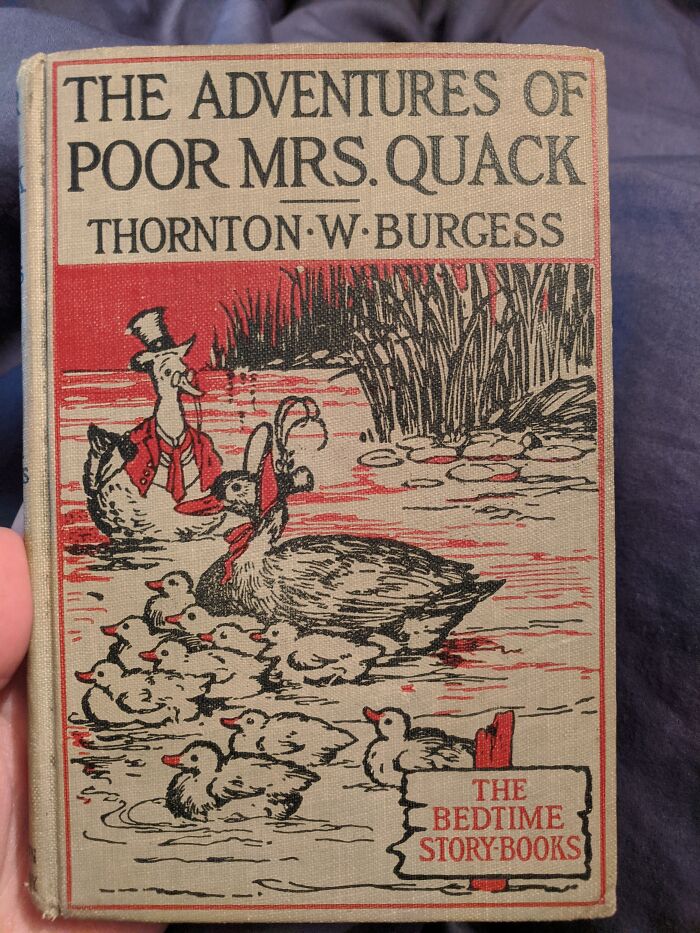 THE ADVENTURES OF
POOR MRS. QUACK
THORNTON·W·BURGESS
THE
BEDTIME
STORY-BOOKS